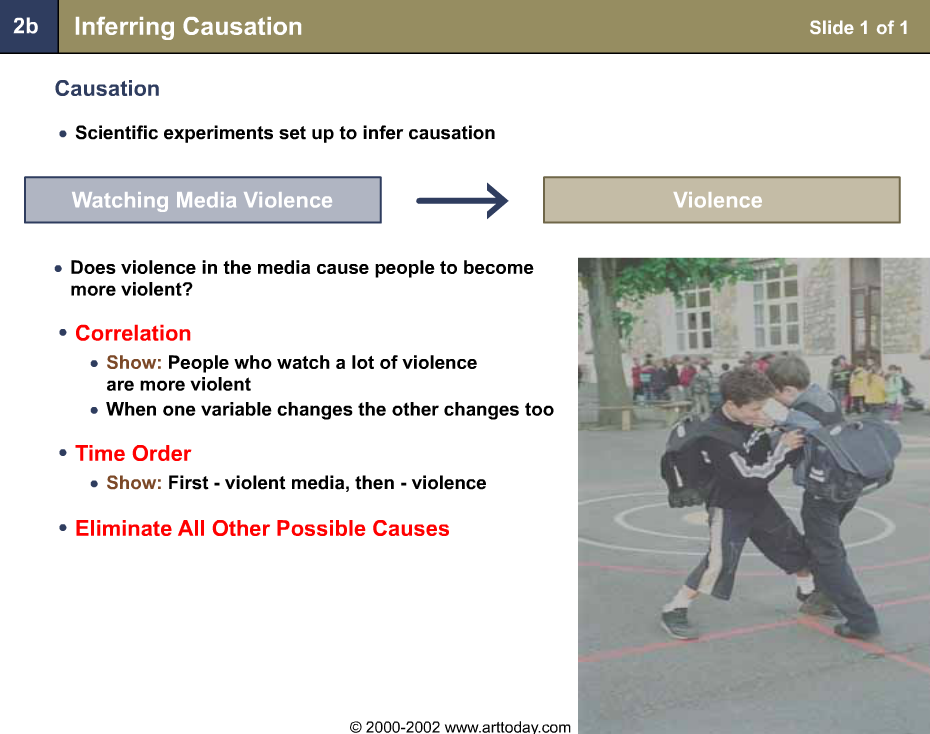 2b
Inferring Causation
Slide 1 of 1
Causation
• Scientific experiments set up to infer causation
Watching Media Violence
Violence
• Does violence in the media cause people to become
more violent?
• Correlation
• Show: People who watch a lot of violence
are more violent
• When one variable changes the other changes too
• Time Order
• Show: First - violent media, then - violence
• Eliminate All Other Possible Causes
© 2000-2002 www.arttoday.com